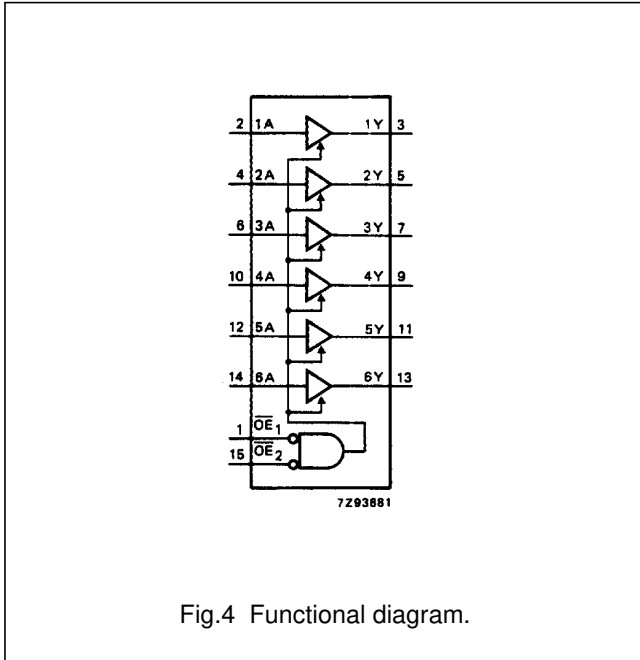 2 1A 1Y 3
4 2A 2Y 5
6 3A 3Y 7
10 4A 4Y 9
12 5A 5Y 11
14 6A 6Y 13
1 OE1
15 OE2
7Z93881
Fig.4 Functional diagram.